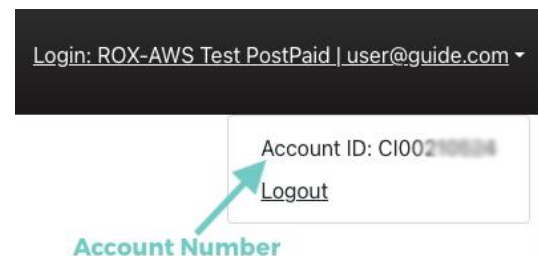 Login: ROX-AWS Test PostPaid | user@guide.com
Account ID: CI00
Logout
Account Number